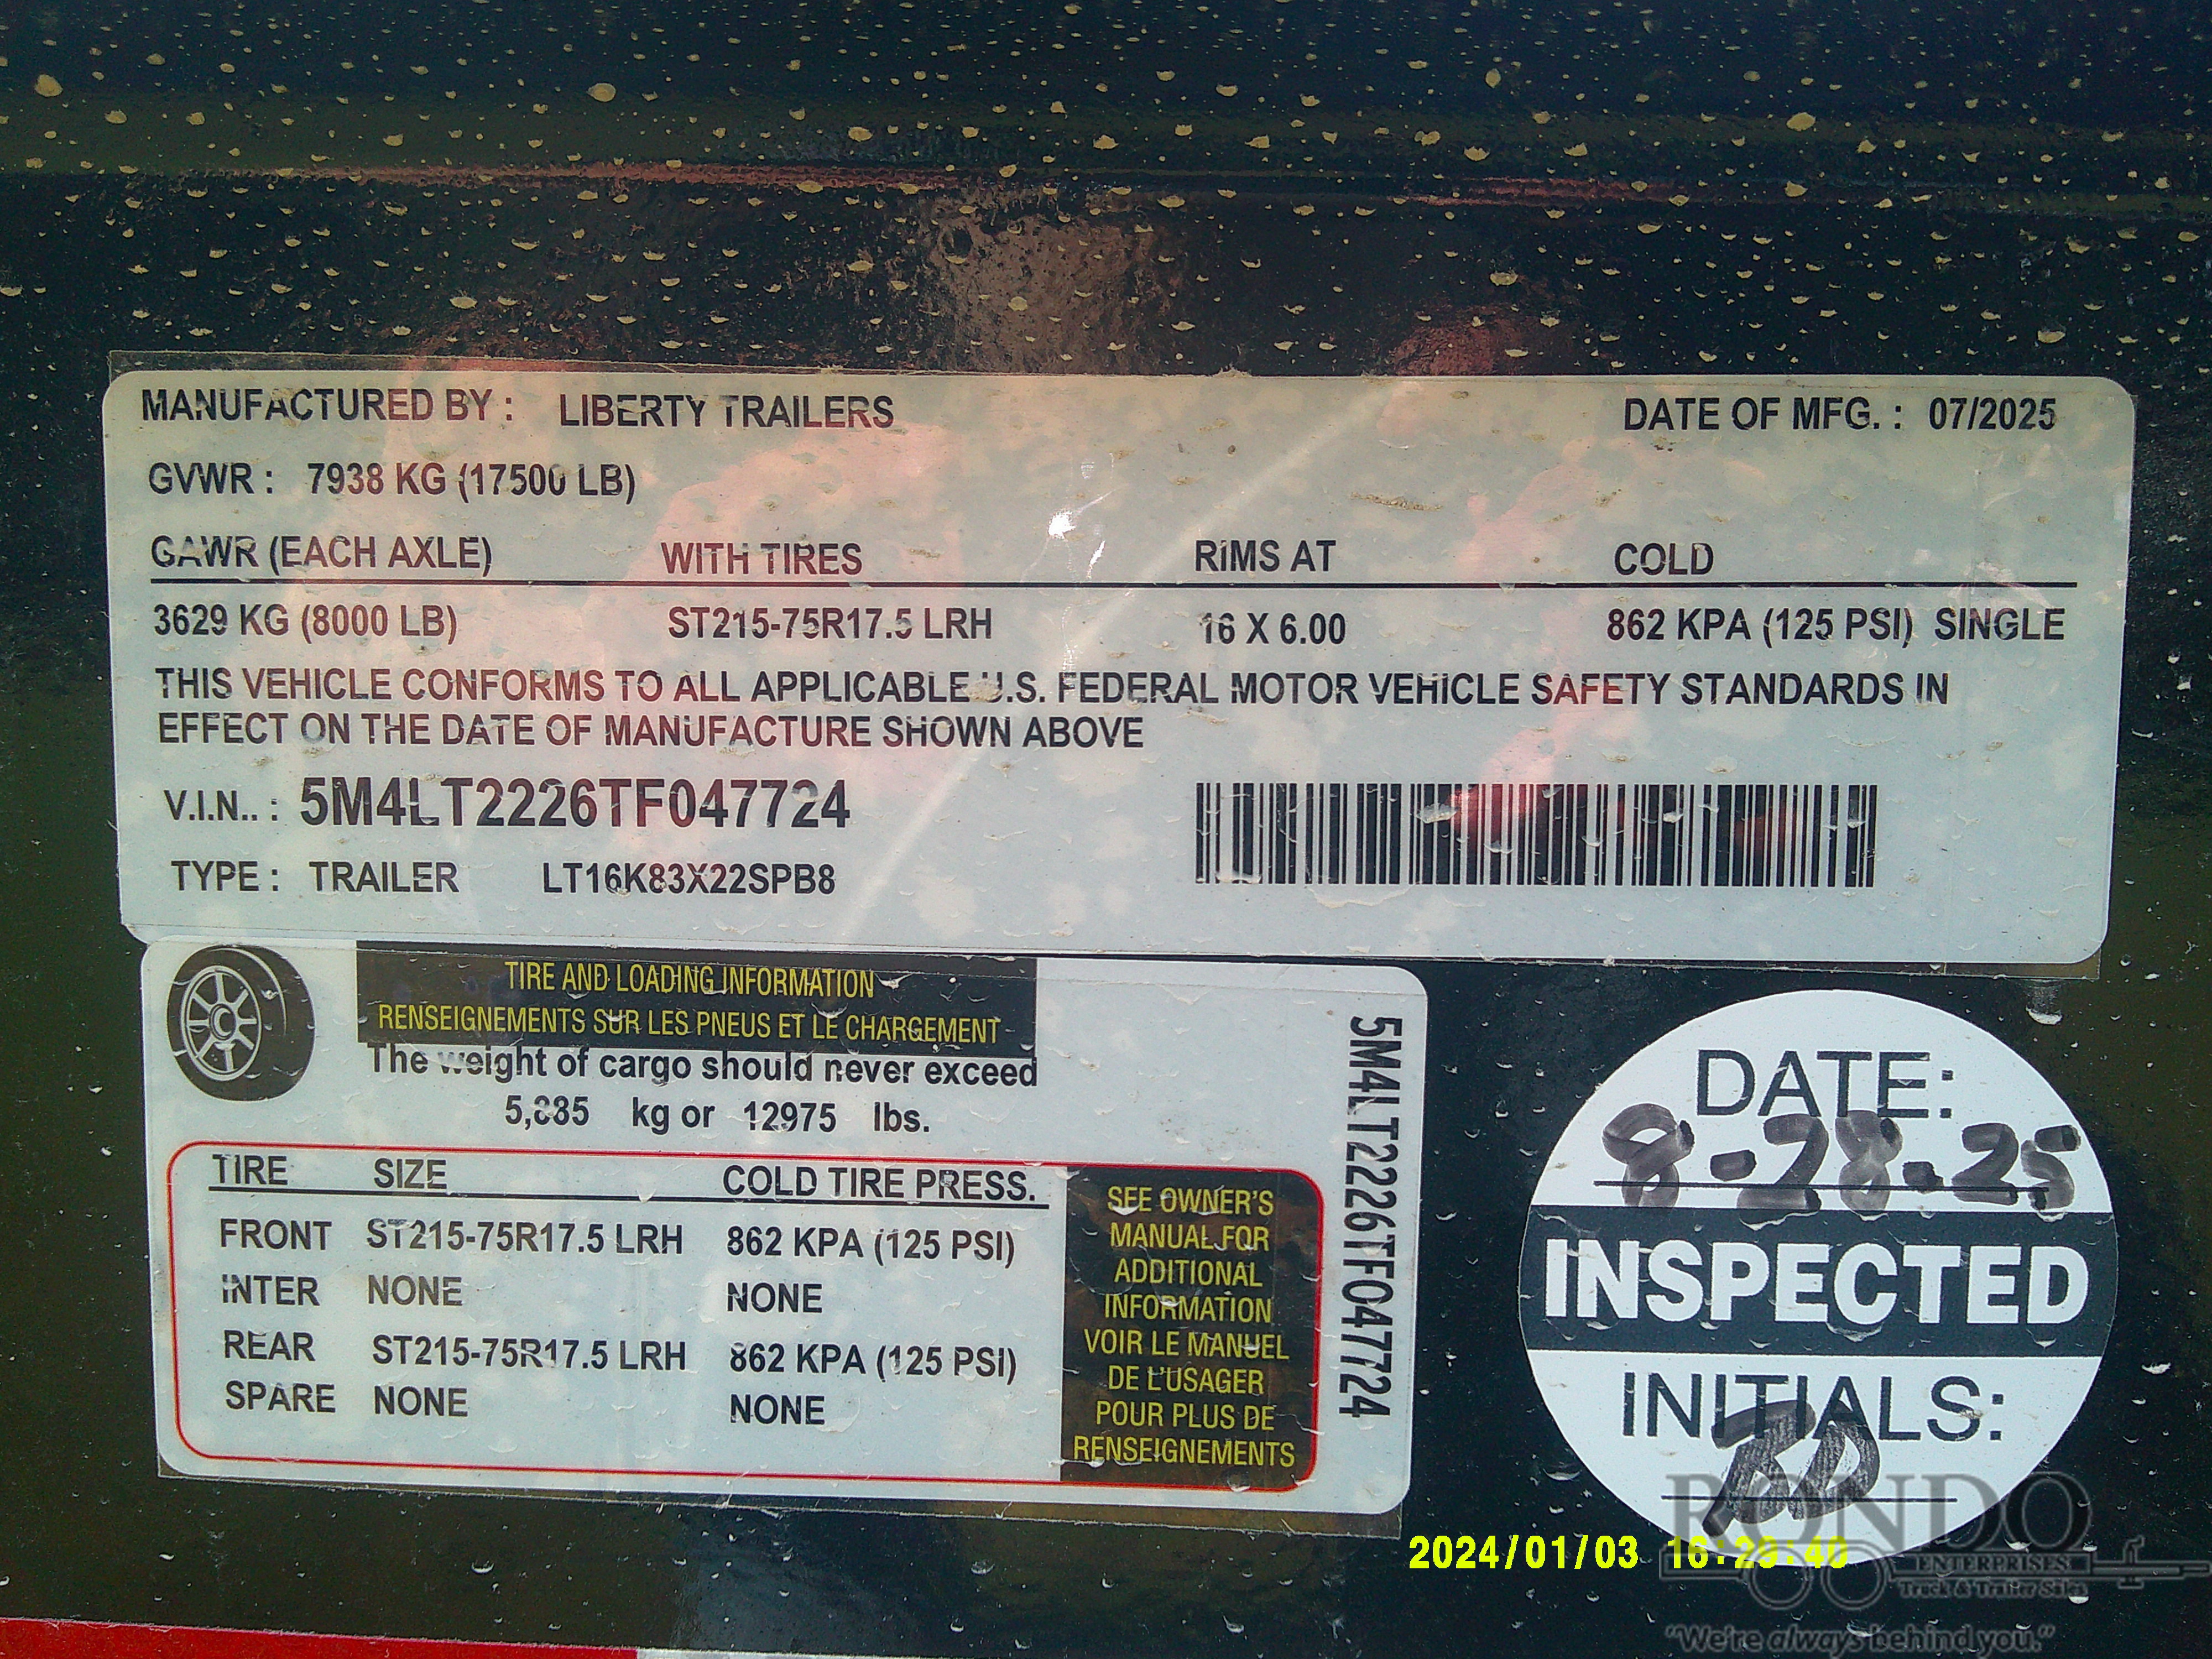 MANUFACTURED BY : LIBERTY TRAILERS DATE OF MFG. : 07/2025
GVWR : 7938 KG (17500 LB)
GAWR (EACH AXLE) WITH TIRES RIMS AT COLD
3629 KG (8000 LB) ST215-75R17.5 LRH 16 X 6.00 862 KPA (125 PSI) SINGLE
THIS VEHICLE CONFORMS TO ALL APPLICABLE U.S. FEDERAL MOTOR VEHICLE SAFETY STANDARDS IN
EFFECT ON THE DATE OF MANUFACTURE SHOWN ABOVE
V.I.N.. : 5M4LT2226TF047724
TYPE : TRAILER LT16K83X22SPB8
TIRE AND LOADING INFORMATION
RENSEIGNEMENTS SUR LES PNEUS ET LE CHARGEMENT
The weight of cargo should never exceed
5,885 kg or 12975 lbs.
TIRE SIZE COLD TIRE PRESS.
FRONT ST215-75R17.5 LRH 862 KPA (125 PSI)
INTER NONE NONE
REAR ST215-75R17.5 LRH 862 KPA (125 PSI)
SPARE NONE NONE
SEE OWNER'S
MANUAL FOR
ADDITIONAL
INFORMATION
VOIR LE MANUEL
DE L'USAGER
POUR PLUS DE
RENSEIGNEMENTS
5M4LT2226TF047724
DATE:
8-28-25
INSPECTED
INITIALS:
2024/01/03 16:29:40
RONDO
ENTERPRISES
Truck & Trailer Sales
"We're always behind you."